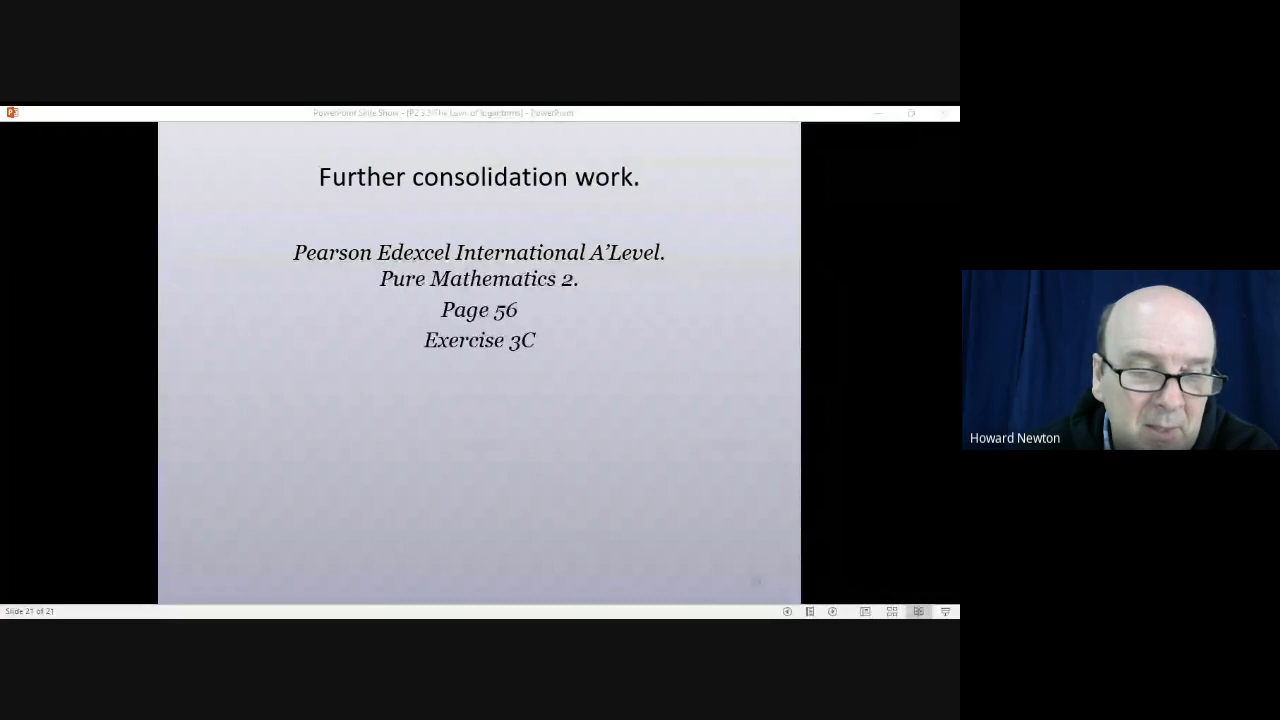 PowerPoint Slide Show - [P2 3.3 The Laws of logarithms] - PowerPoint
Further consolidation work.
Pearson Edexcel International A’Level.
Pure Mathematics 2.
Page 56
Exercise 3C
Howard Newton
Slide 21 of 21